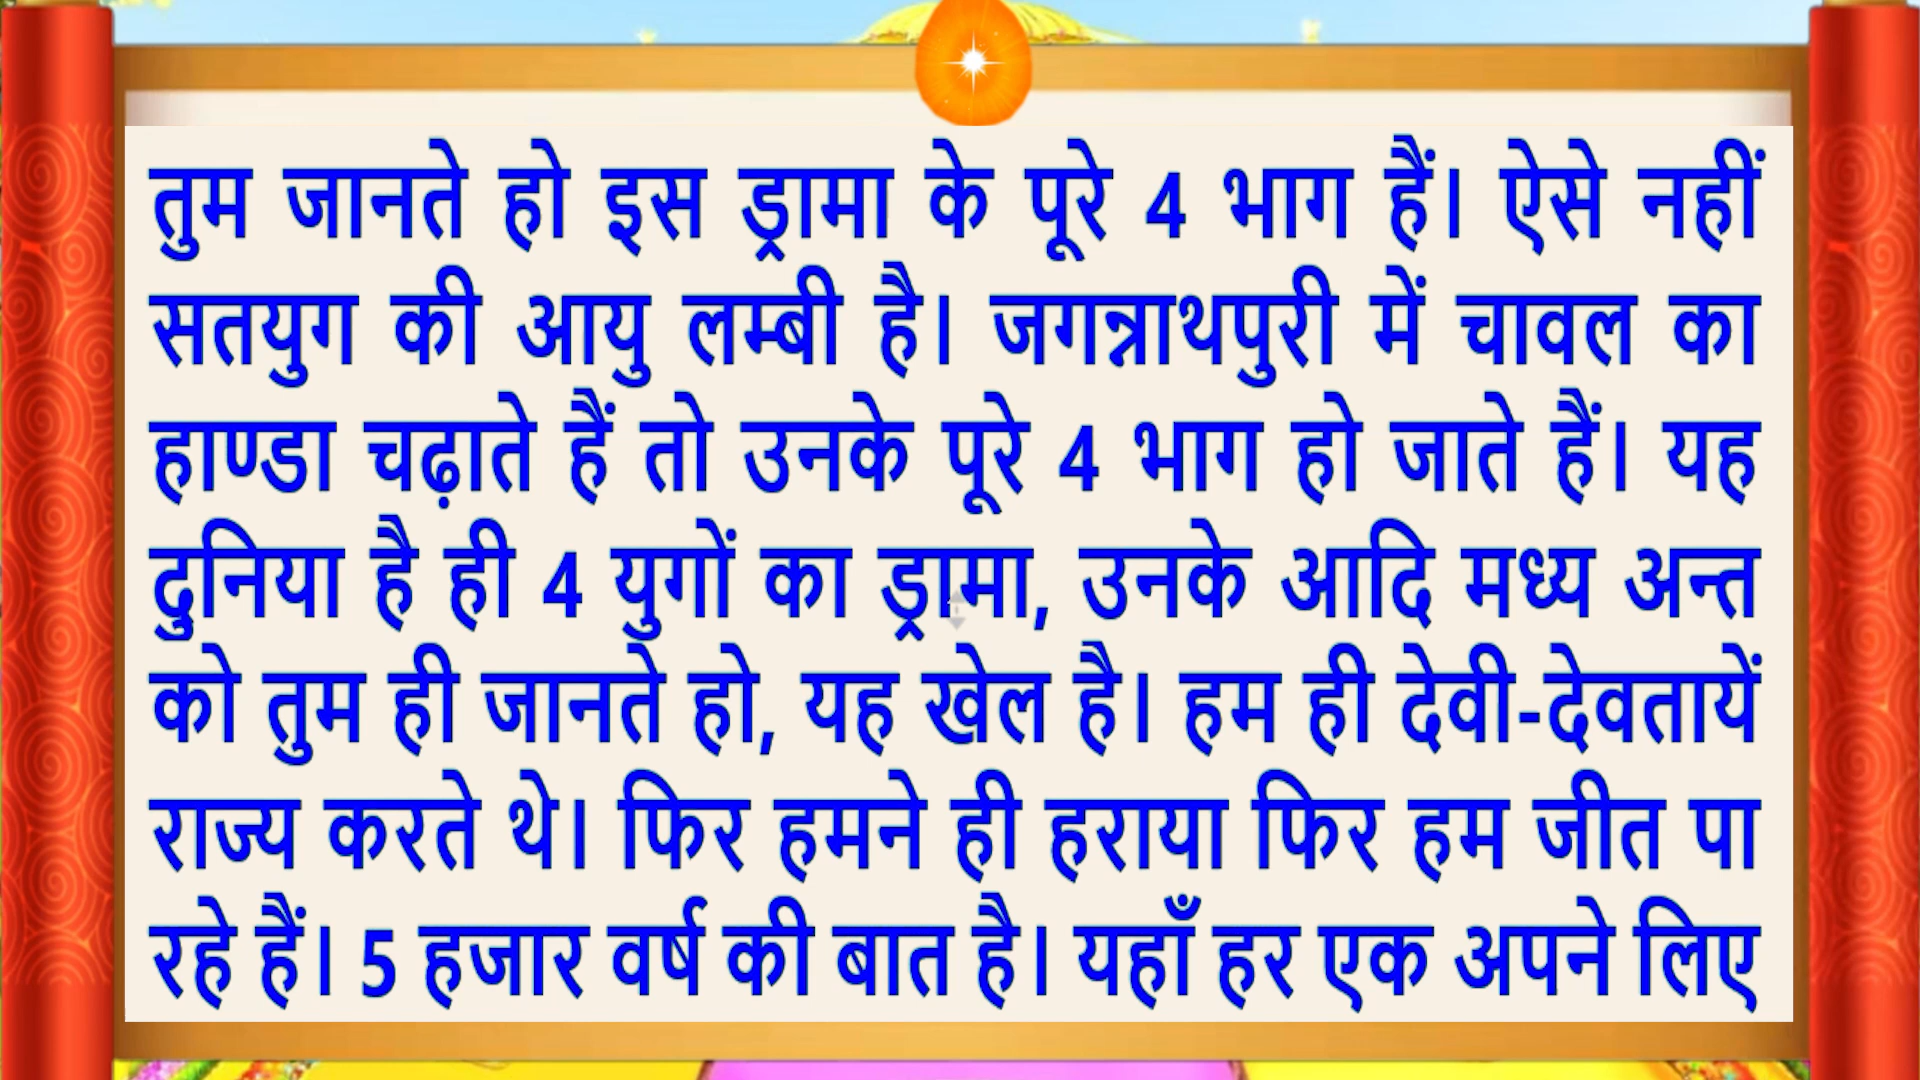 तुम जानते हो इस ड्रामा के पूरे 4 भाग हैं। ऐसे नहीं
सतयुग की आयु लम्बी है। जगन्नाथपुरी में चावल का
हाण्डा चढ़ाते हैं तो उनके पूरे 4 भाग हो जाते हैं। यह
दुनिया है ही 4 युगों का ड्रामा, उनके आदि मध्य अन्त
को तुम ही जानते हो, यह खेल है। हम ही देवी-देवतायें
राज्य करते थे। फिर हमने ही हराया फिर हम जीत पा
रहे हैं। 5 हजार वर्ष की बात है। यहाँ हर एक अपने लिए